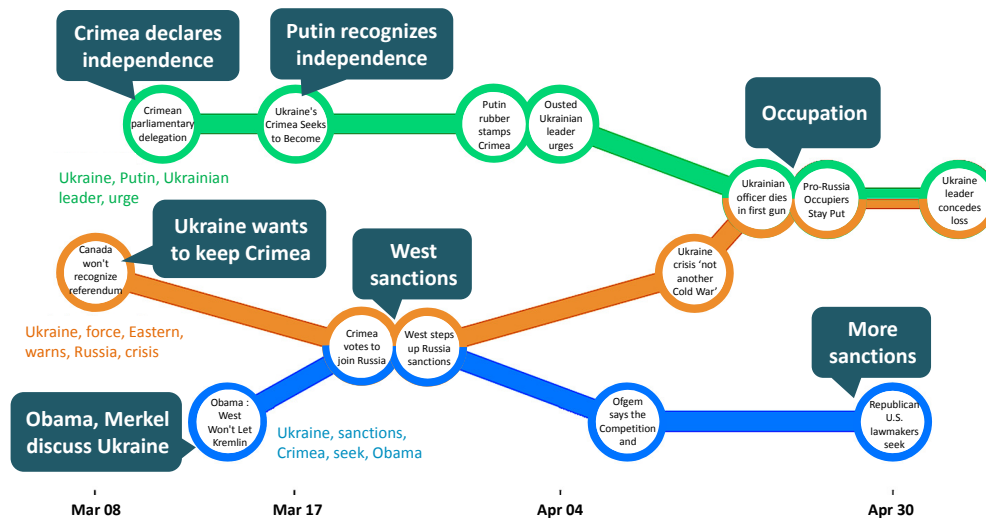 Crimea declares
independence
Putin recognizes
independence
Crimean
parliamentary
delegation
Ukraine's
Crimea Seeks
to Become
Putin
rubber
stamps
Crimea
Ousted
Ukrainian
leader
urges
Occupation
Ukraine, Putin, Ukrainian
leader, urge
Ukrainian
officer dies
in first gun
Pro-Russia
Occupiers
Stay Put
Ukraine
leader
concedes
loss
Ukraine wants
to keep Crimea
Canada
won't
recognize
referendum
West
sanctions
Ukraine
crisis 'not
another
Cold War'
Ukraine, force, Eastern,
warns, Russia, crisis
Crimea
votes to
join Russia
West steps
up Russia
sanctions
More
sanctions
Obama, Merkel
discuss Ukraine
Obama :
West
Won't Let
Kremlin
Ukraine, sanctions,
Crimea, seek, Obama
Ofgem
says the
Competition
and
Republican
U.S.
lawmakers
seek
Mar 08
Mar 17
Apr 04
Apr 30